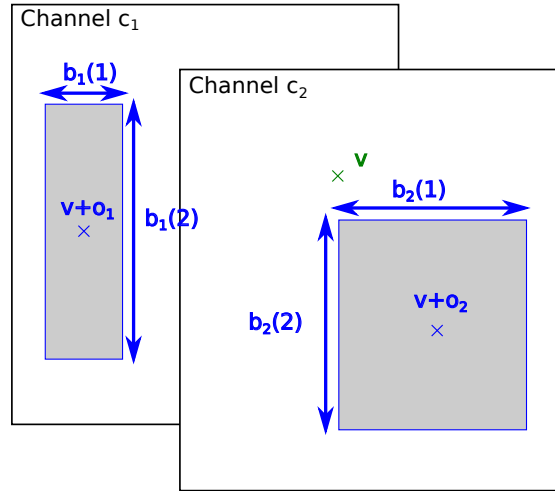 Channel c₁
b₁(1)
Channel c₂
v
b₂(1)
v+o₁
b₁(2)
v+o₂
b₂(2)